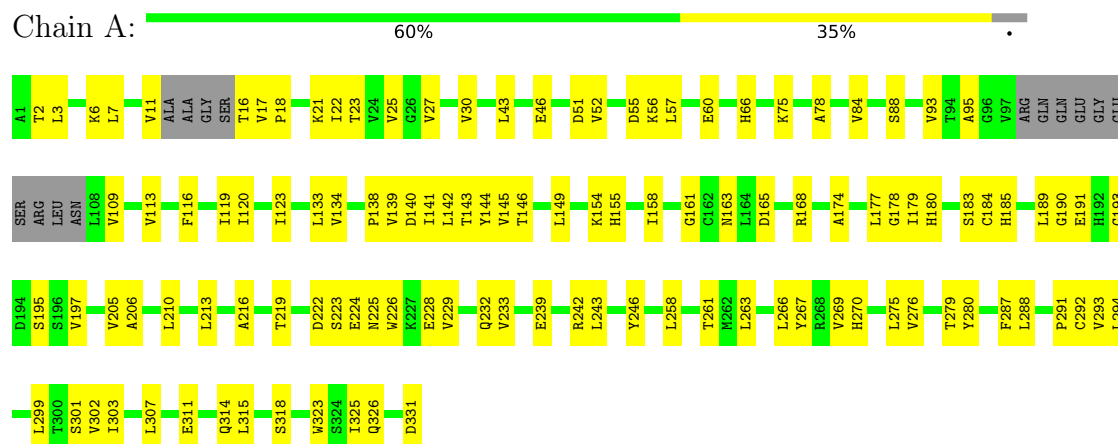 Chain A:
60% 35% •
A1 T2 L3 K6 L7 V11 ALA ALA GLY SER T16 V17 P18 K21 I22 T23 V24 V25 G26 V27 V30 L43 E46 D51 V52 D55 K56 L57 E60 H66 K75 A78 V84 S88 V93 T94 A95 G96 V97 ARG GLN GLN GLU GLY GLU
SER ARG LEU ASN L108 V109 V113 F116 I119 I120 I123 L133 V134 P138 V139 D140 I141 L142 T143 Y144 V145 T146 L149 K154 H155 I158 G161 C162 N163 L164 D165 R168 A174 L177 G178 I179 H180 S183 C184 H185 L189 G190 E191 H192 G193
D194 S195 S196 V197 V205 A206 L210 L213 A216 T219 D222 S223 E224 N225 W226 K227 E228 V229 Q232 V233 E239 R242 L243 Y246 L258 T261 M262 L263 L266 Y267 R268 V269 H270 L275 V276 T279 Y280 F287 L288 P291 C292 V293 L294
L299 T300 S301 V302 I303 L307 E311 Q314 L315 S318 W323 S324 I325 Q326 D331